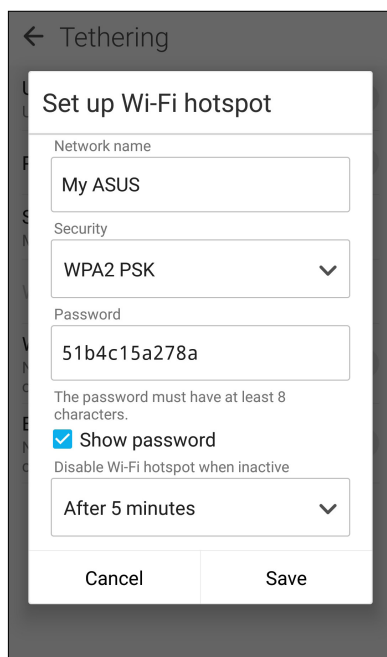 Tethering
Set up Wi-Fi hotspot
Network name
My ASUS
Security
WPA2 PSK
Password
51b4c15a278a
The password must have at least 8
characters.
Show password
Disable Wi-Fi hotspot when inactive
After 5 minutes
Cancel
Save